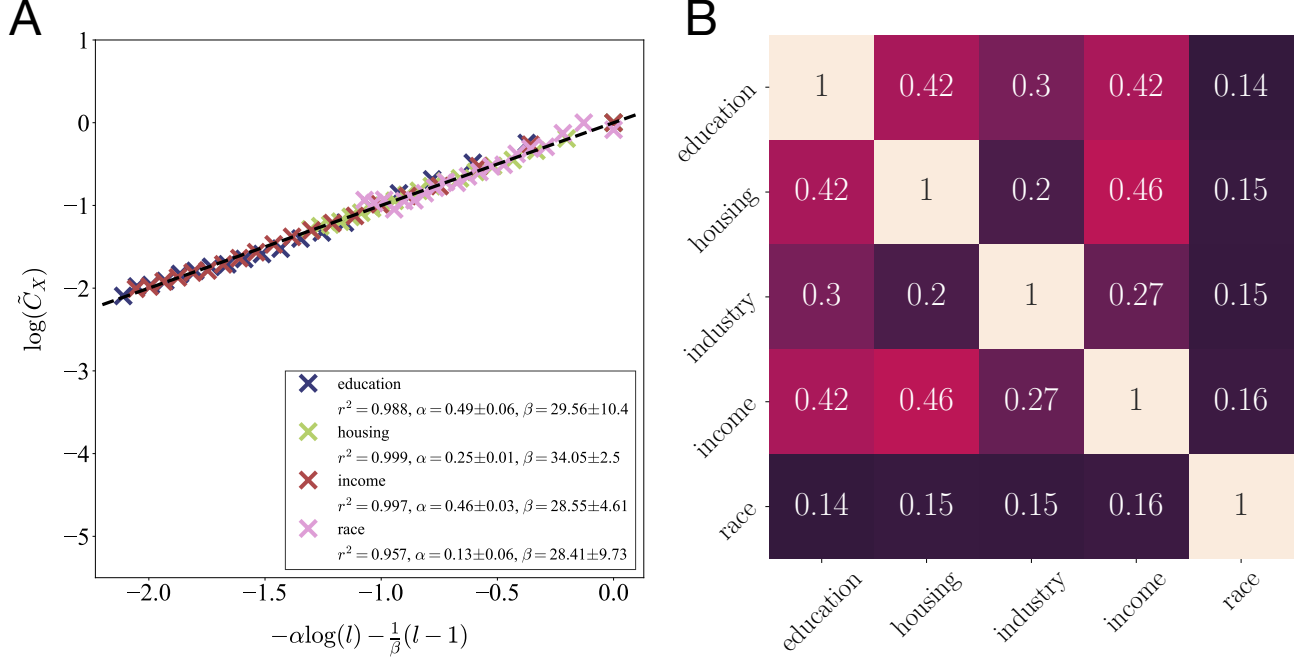 A
1
0
−1
−2
−3
−4
−5
log(C̃_X)
education
r² = 0.988, α = 0.49±0.06, β = 29.56±10.4
housing
r² = 0.999, α = 0.25±0.01, β = 34.05±2.5
income
r² = 0.997, α = 0.46±0.03, β = 28.55±4.61
race
r² = 0.957, α = 0.13±0.06, β = 28.41±9.73
−2.0 −1.5 −1.0 −0.5 0.0
−αlog(l) − 1/β (l − 1)
B
education 1 0.42 0.3 0.42 0.14
housing 0.42 1 0.2 0.46 0.15
industry 0.3 0.2 1 0.27 0.15
income 0.42 0.46 0.27 1 0.16
race 0.14 0.15 0.15 0.16 1
education housing industry income race